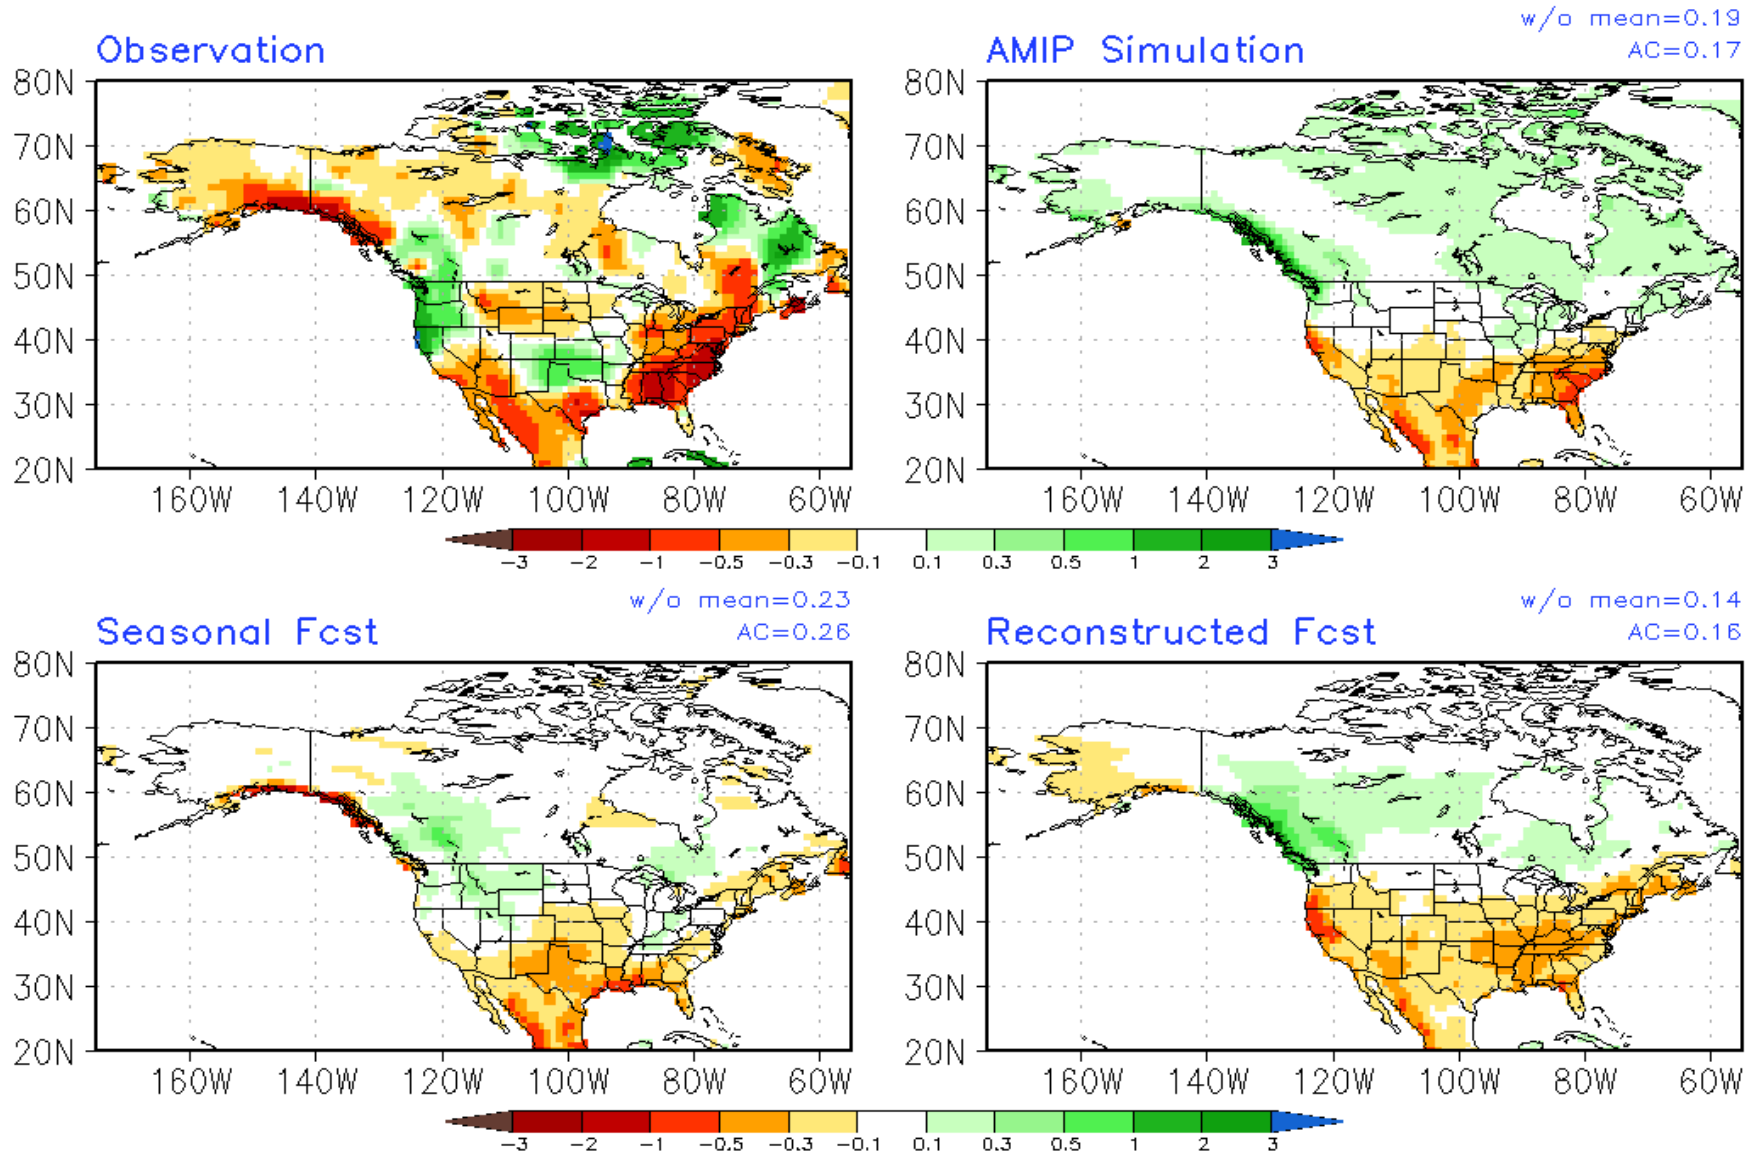 w/o mean=0.19
Observation AMIP Simulation AC=0.17
80N 80N
70N 70N
60N 60N
50N 50N
40N 40N
30N 30N
20N 20N
160W 140W 120W 100W 80W 60W 160W 140W 120W 100W 80W 60W
-3 -2 -1 -0.5 -0.3 -0.1 0.1 0.3 0.5 1 2 3
w/o mean=0.23 w/o mean=0.14
Seasonal Fcst AC=0.26 Reconstructed Fcst AC=0.16
80N 80N
70N 70N
60N 60N
50N 50N
40N 40N
30N 30N
20N 20N
160W 140W 120W 100W 80W 60W 160W 140W 120W 100W 80W 60W
-3 -2 -1 -0.5 -0.3 -0.1 0.1 0.3 0.5 1 2 3